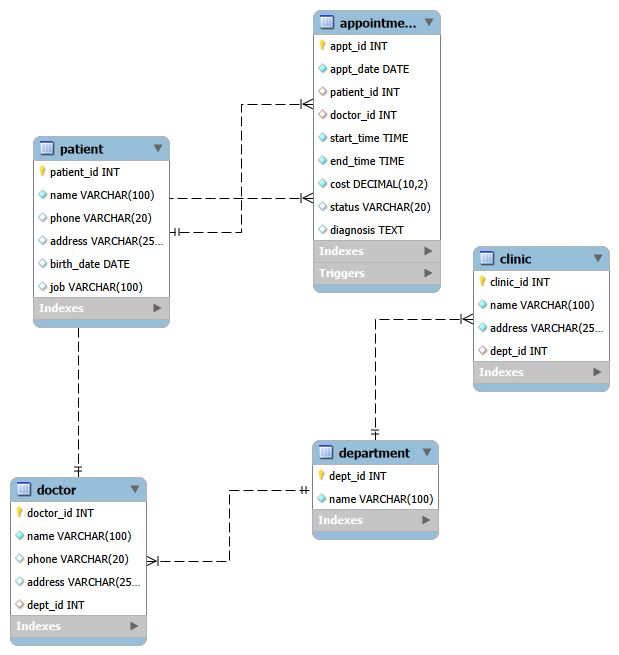 appointme...
appt_id INT
appt_date DATE
patient_id INT
doctor_id INT
start_time TIME
end_time TIME
cost DECIMAL(10,2)
status VARCHAR(20)
diagnosis TEXT
Indexes
Triggers
patient
patient_id INT
name VARCHAR(100)
phone VARCHAR(20)
address VARCHAR(25...
birth_date DATE
job VARCHAR(100)
Indexes
clinic
clinic_id INT
name VARCHAR(100)
address VARCHAR(25...
dept_id INT
Indexes
department
dept_id INT
name VARCHAR(100)
Indexes
doctor
doctor_id INT
name VARCHAR(100)
phone VARCHAR(20)
address VARCHAR(25...
dept_id INT
Indexes